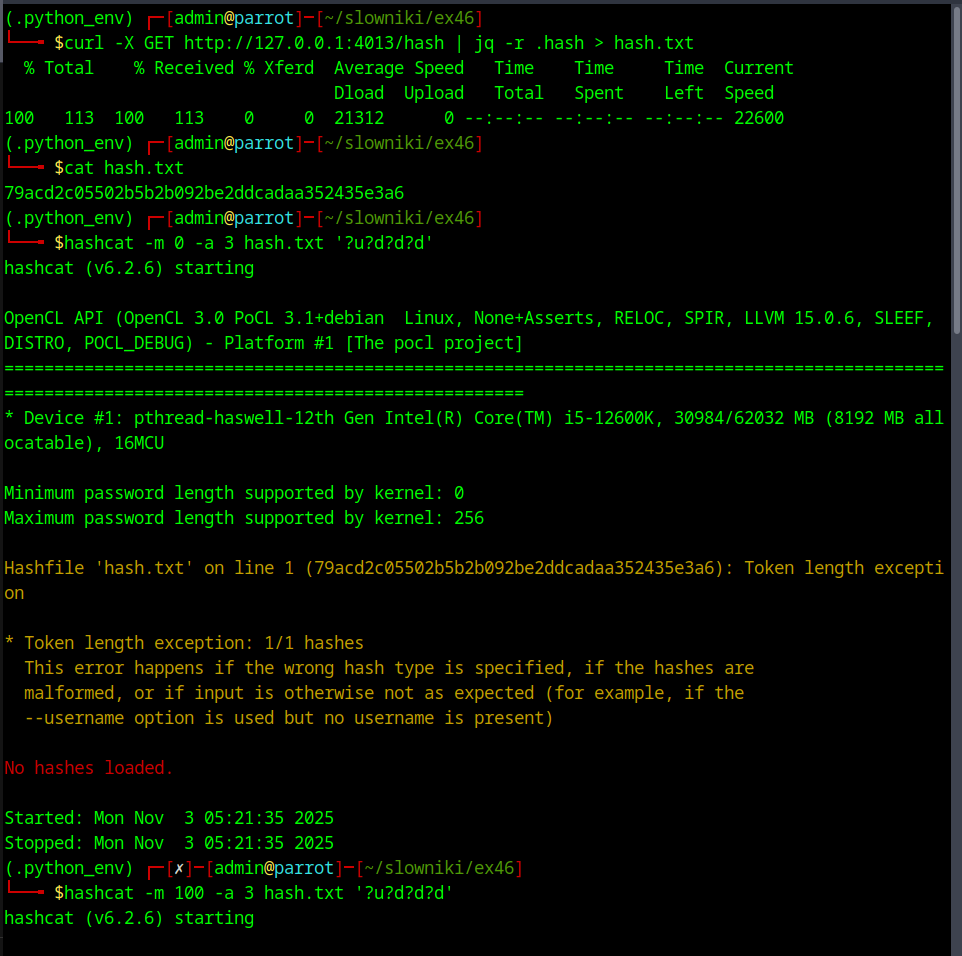 (.python_env) ┌─[admin@parrot]─[~/slowniki/ex46]
└──╼ $curl -X GET http://127.0.0.1:4013/hash | jq -r .hash > hash.txt
  % Total    % Received % Xferd  Average Speed   Time    Time     Time  Current
                                 Dload  Upload   Total   Spent    Left  Speed
100   113  100   113    0     0  21312      0 --:--:-- --:--:-- --:--:-- 22600
(.python_env) ┌─[admin@parrot]─[~/slowniki/ex46]
└──╼ $cat hash.txt
79acd2c05502b5b2b092be2ddcadaa352435e3a6
(.python_env) ┌─[admin@parrot]─[~/slowniki/ex46]
└──╼ $hashcat -m 0 -a 3 hash.txt '?u?d?d?d'
hashcat (v6.2.6) starting

OpenCL API (OpenCL 3.0 PoCL 3.1+debian  Linux, None+Asserts, RELOC, SPIR, LLVM 15.0.6, SLEEF,
DISTRO, POCL_DEBUG) - Platform #1 [The pocl project]
==============================================================================================
====================================================
* Device #1: pthread-haswell-12th Gen Intel(R) Core(TM) i5-12600K, 30984/62032 MB (8192 MB all
ocatable), 16MCU

Minimum password length supported by kernel: 0
Maximum password length supported by kernel: 256

Hashfile 'hash.txt' on line 1 (79acd2c05502b5b2b092be2ddcadaa352435e3a6): Token length excepti
on

* Token length exception: 1/1 hashes
  This error happens if the wrong hash type is specified, if the hashes are
  malformed, or if input is otherwise not as expected (for example, if the
  --username option is used but no username is present)

No hashes loaded.

Started: Mon Nov  3 05:21:35 2025
Stopped: Mon Nov  3 05:21:35 2025
(.python_env) ┌─[✗]─[admin@parrot]─[~/slowniki/ex46]
└──╼ $hashcat -m 100 -a 3 hash.txt '?u?d?d?d'
hashcat (v6.2.6) starting